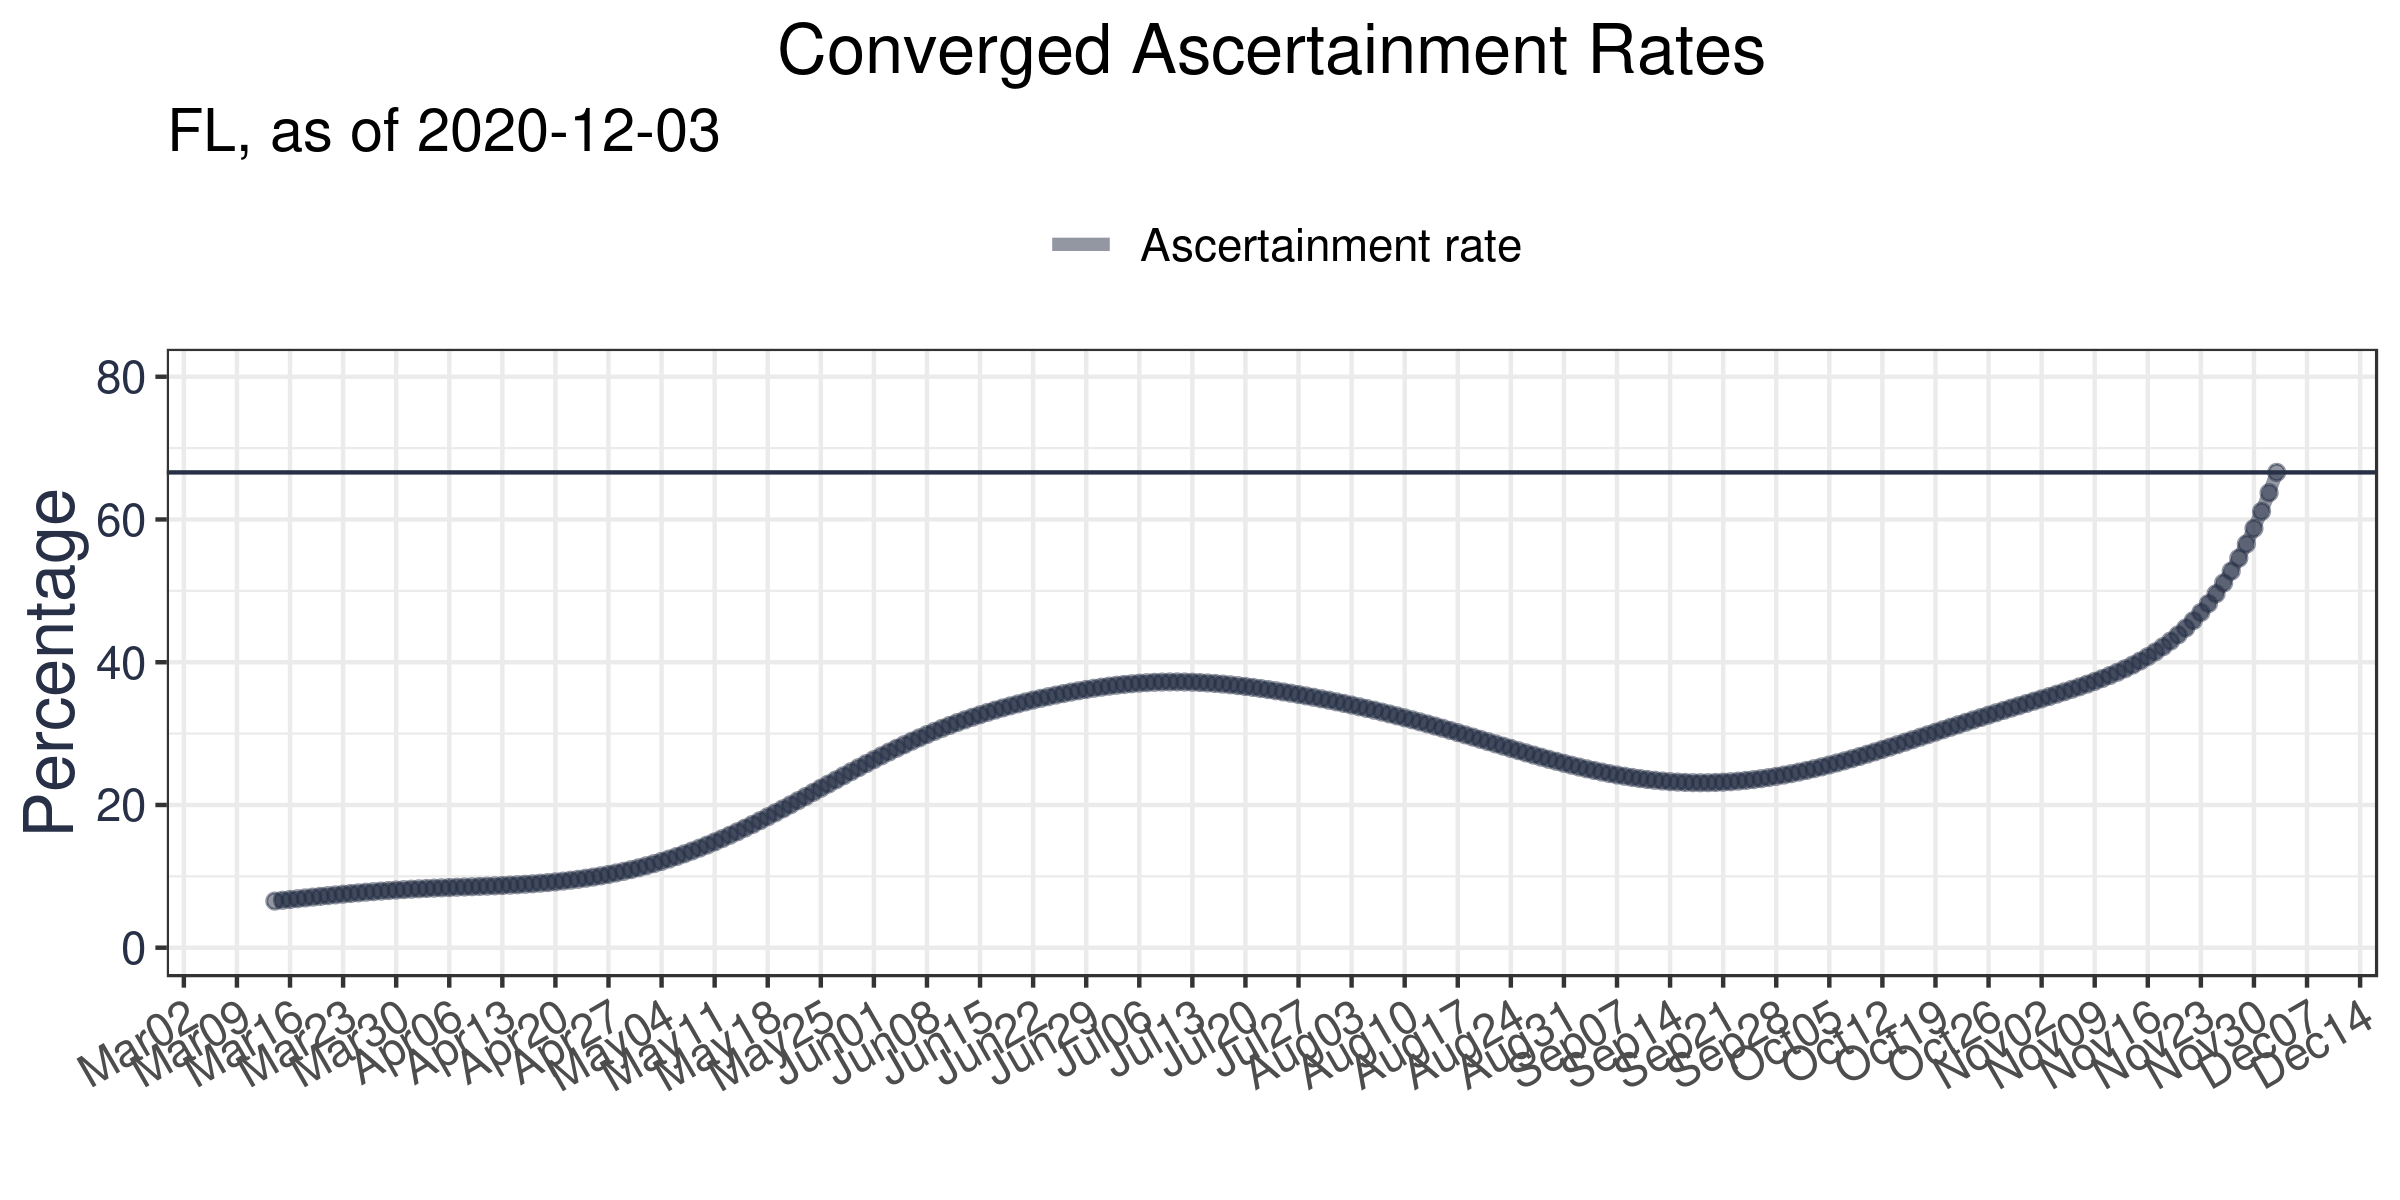 Converged Ascertainment Rates
FL, as of 2020-12-03
Ascertainment rate
Percentage
80
60
40
20
0
Mar02
Mar09
Mar16
Mar23
Mar30
Apr06
Apr13
Apr20
Apr27
May04
May11
May18
May25
Jun01
Jun08
Jun15
Jun22
Jun29
Jul06
Jul13
Jul20
Jul27
Aug03
Aug10
Aug17
Aug24
Aug31
Sep07
Sep14
Sep21
Sep28
Oct05
Oct12
Oct19
Oct26
Nov02
Nov09
Nov16
Nov23
Nov30
Dec07
Dec14